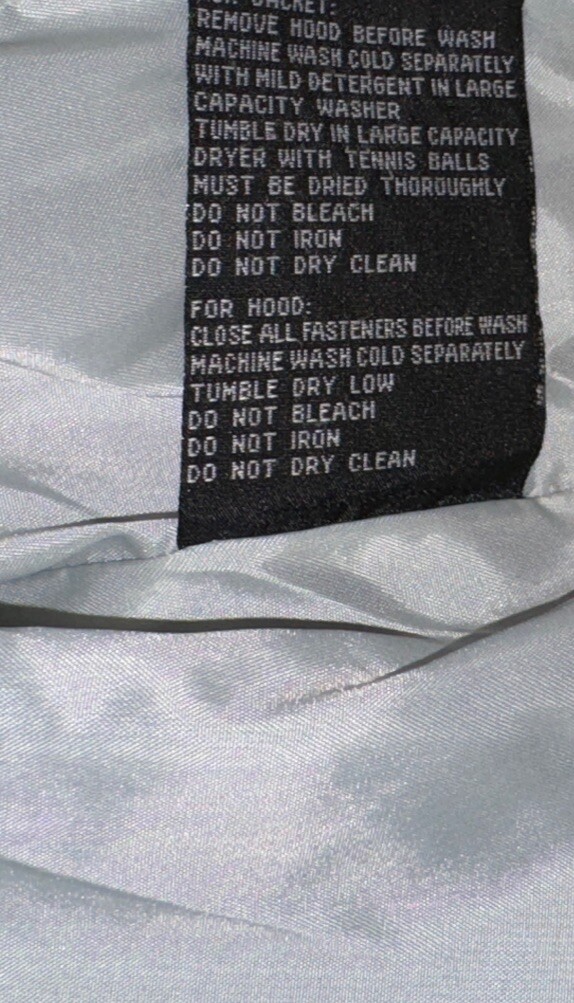 JACKET:
REMOVE HOOD BEFORE WASH
MACHINE WASH COLD SEPARATELY
WITH MILD DETERGENT IN LARGE
CAPACITY WASHER
TUMBLE DRY IN LARGE CAPACITY
DRYER WITH TENNIS BALLS
MUST BE DRIED THOROUGHLY
DO NOT BLEACH
DO NOT IRON
DO NOT DRY CLEAN
FOR HOOD:
CLOSE ALL FASTENERS BEFORE WASH
MACHINE WASH COLD SEPARATELY
TUMBLE DRY LOW
DO NOT BLEACH
DO NOT IRON
DO NOT DRY CLEAN